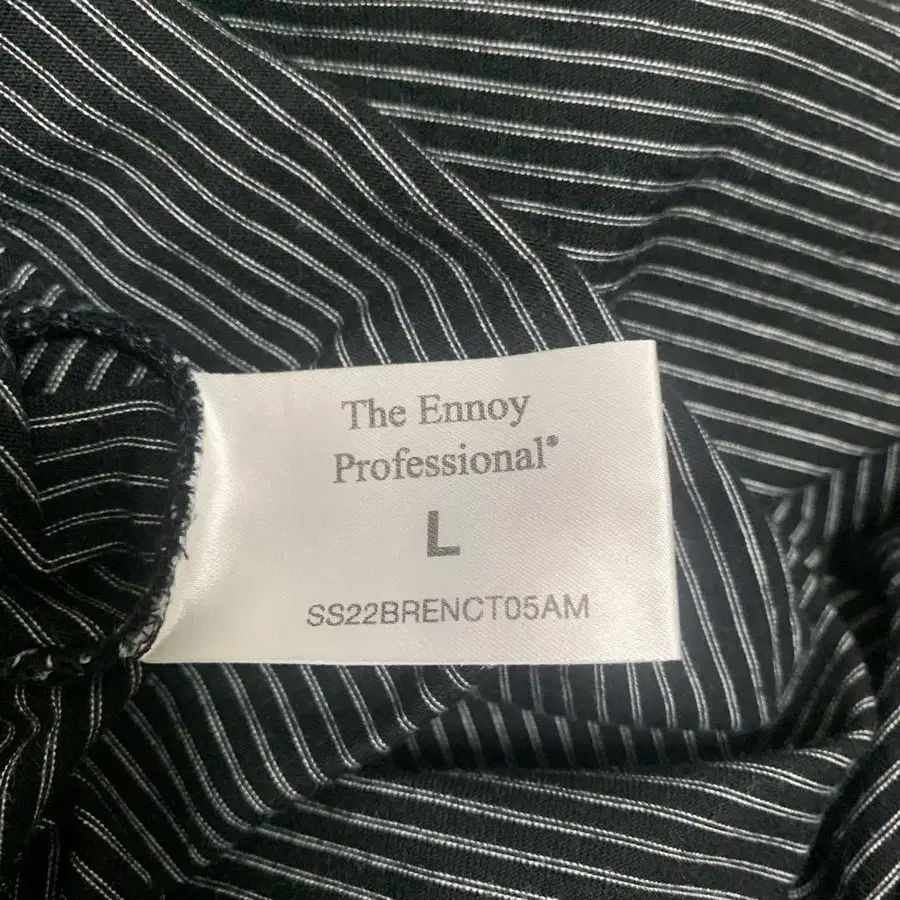 The Ennoy
Professional®
L
SS22BRENCT05AM